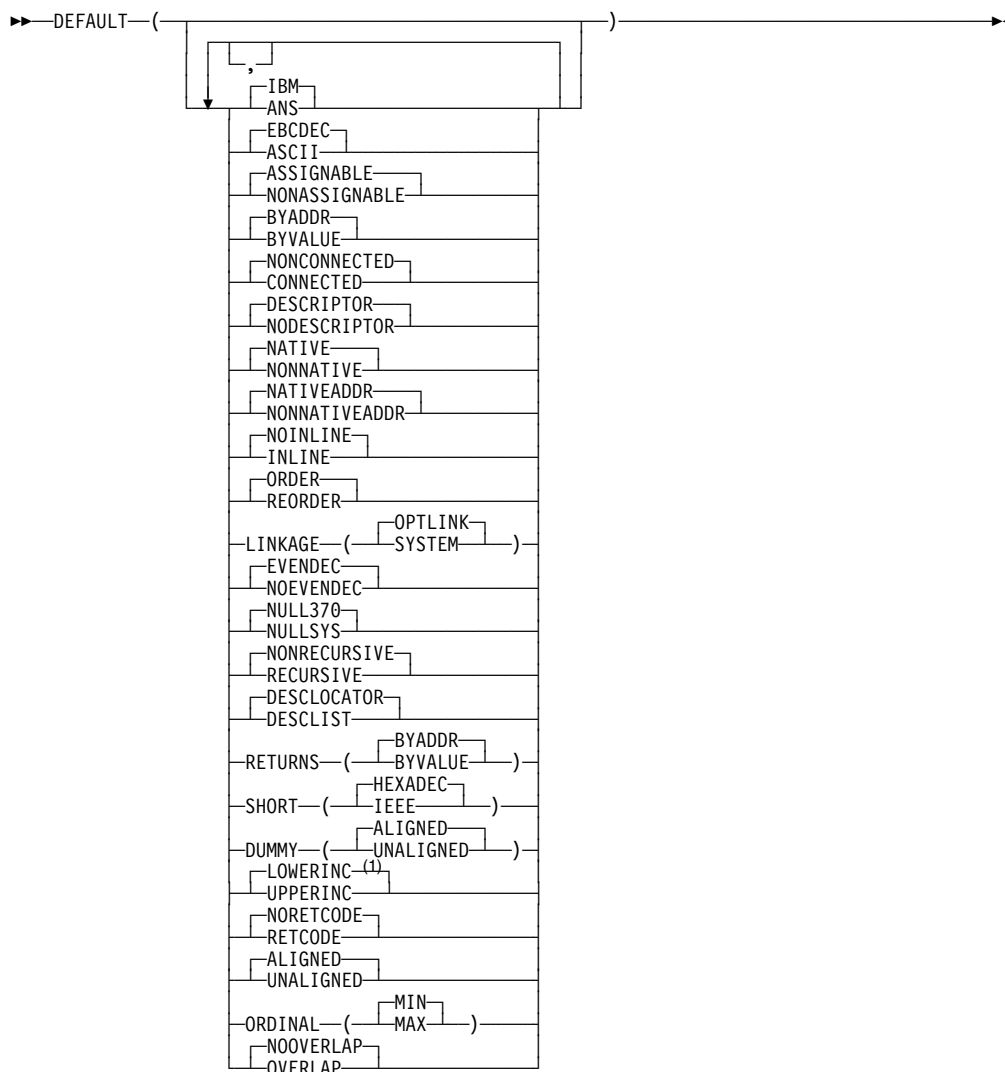 DEFAULT ( )
,
IBM
ANS
EBCDEC
ASCII
ASSIGNABLE
NONASSIGNABLE
BYADDR
BYVALUE
NONCONNECTED
CONNECTED
DESCRIPTOR
NODESCRIPTOR
NATIVE
NONNATIVE
NATIVEADDR
NONNATIVEADDR
NOINLINE
INLINE
ORDER
REORDER
OPTLINK
LINKAGE ( SYSTEM )
EVENDEC
NOEVENDEC
NULL370
NULLSYS
NONRECURSIVE
RECURSIVE
DESCLOCATOR
DESCLIST
BYADDR
RETURNS ( BYVALUE )
HEXADEC
SHORT ( IEEE )
ALIGNED
DUMMY ( UNALIGNED )
LOWERINC (1)
UPPERINC
NORETCODE
RETCODE
ALIGNED
UNALIGNED
MIN
ORDINAL ( MAX )
NOOVERLAP
OVERLAP